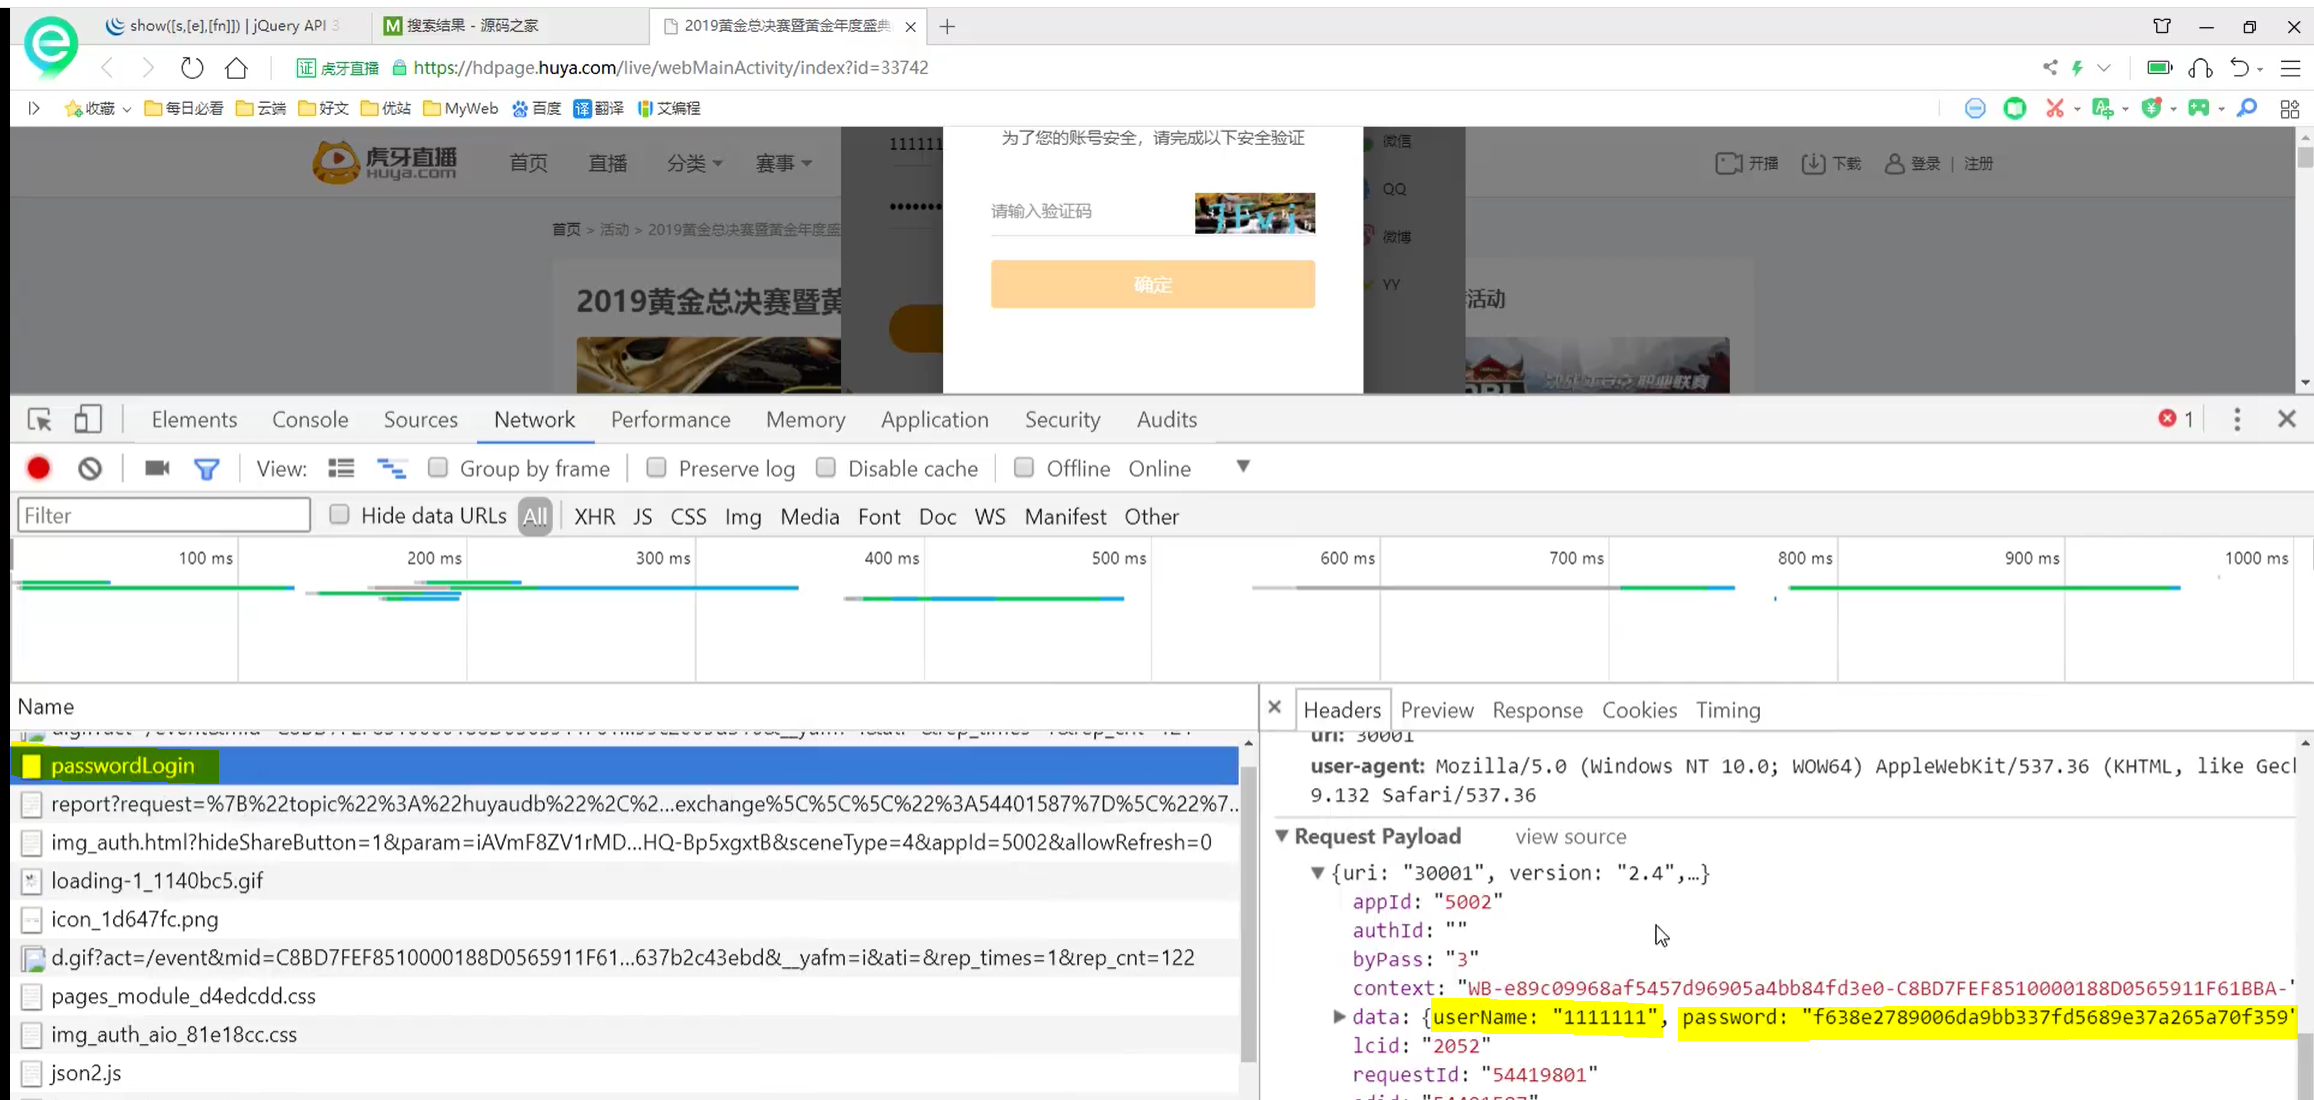 show([s,[e],[fn]]) | jQuery API 3
搜索结果 - 源码之家
2019黄金总决赛暨黄金年度盛典
虎牙直播
https://hdpage.huya.com/live/webMainActivity/index?id=33742
收藏 每日必看 云端 好文 优站 MyWeb 百度 翻译 艾编程
虎牙直播
HUYA.COM
首页 直播 分类 赛事
111111
为了您的账号安全，请完成以下安全验证
微信
开播 下载 登录 | 注册
QQ
请输入验证码
首页 > 活动 > 2019黄金总决赛暨黄金年度盛
微博
确定
YY
2019黄金总决赛暨黄
活动
Elements Console Sources Network Performance Memory Application Security Audits 1
View: Group by frame Preserve log Disable cache Offline Online
Filter Hide data URLs All XHR JS CSS Img Media Font Doc WS Manifest Other
100 ms 200 ms 300 ms 400 ms 500 ms 600 ms 700 ms 800 ms 900 ms 1000 ms
Name
passwordLogin
report?request=%7B%22topic%22%3A%22huyaudb%22%2C%2...exchange%5C%5C%5C%22%3A54401587%7D%5C%22%7..
img_auth.html?hideShareButton=1&param=iAVmF8ZV1rMD...HQ-Bp5xgxtB&sceneType=4&appId=5002&allowRefresh=0
loading-1_1140bc5.gif
icon_1d647fc.png
d.gif?act=/event&mid=C8BD7FEF8510000188D0565911F61...637b2c43ebd&__yafm=i&ati=&rep_times=1&rep_cnt=122
pages_module_d4edcdd.css
img_auth_aio_81e18cc.css
json2.js
Headers Preview Response Cookies Timing
uri: 30001
user-agent: Mozilla/5.0 (Windows NT 10.0; WOW64) AppleWebKit/537.36 (KHTML, like Gec
9.132 Safari/537.36
Request Payload view source
{uri: "30001", version: "2.4",…}
appId: "5002"
authId: ""
byPass: "3"
context: "WB-e89c09968af5457d96905a4bb84fd3e0-C8BD7FEF8510000188D0565911F61BBA-"
data: {userName: "1111111", password: "f638e2789006da9bb337fd5689e37a265a70f359"
lcid: "2052"
requestId: "54419801"